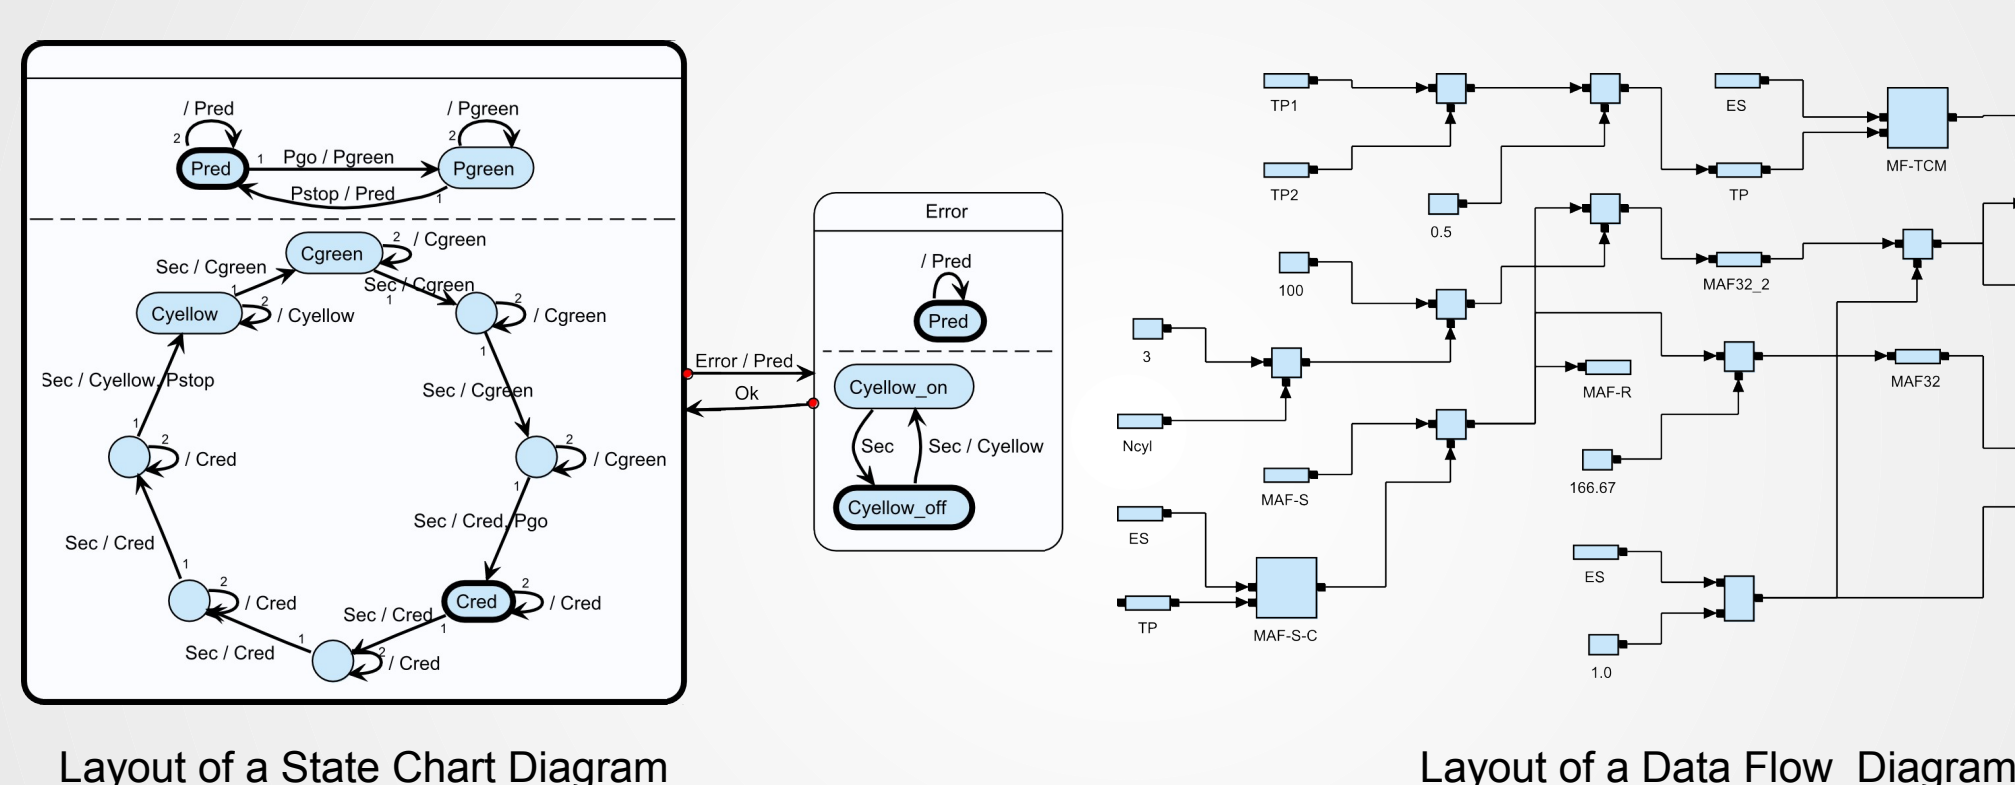 / Pred
/ Pgreen
2
2
Pred
1
Pgo / Pgreen
Pgreen
Pstop / Pred
1
Cgreen
2
/ Cgreen
Sec / Cgreen
1
Sec / Cgreen
1
Cyellow
2
/ Cyellow
2
/ Cgreen
1
Sec / Cyellow, Pstop
Sec / Cgreen
1
2
/ Cred
2
/ Cgreen
1
Sec / Cred, Pgo
Sec / Cred
1
2
/ Cred
Cred
2
/ Cred
1
Sec / Cred
1
Sec / Cred
2
/ Cred
Error / Pred
Ok
Error
/ Pred
Pred
Cyellow_on
Sec
Sec / Cyellow
Cyellow_off
Layout of a State Chart Diagram
TP1
ES
TP2
MF-TCM
TP
0.5
100
MAF32_2
3
MAF-R
MAF32
Ncyl
MAF-S
166.67
ES
ES
TP
MAF-S-C
1.0
Layout of a Data Flow Diagram